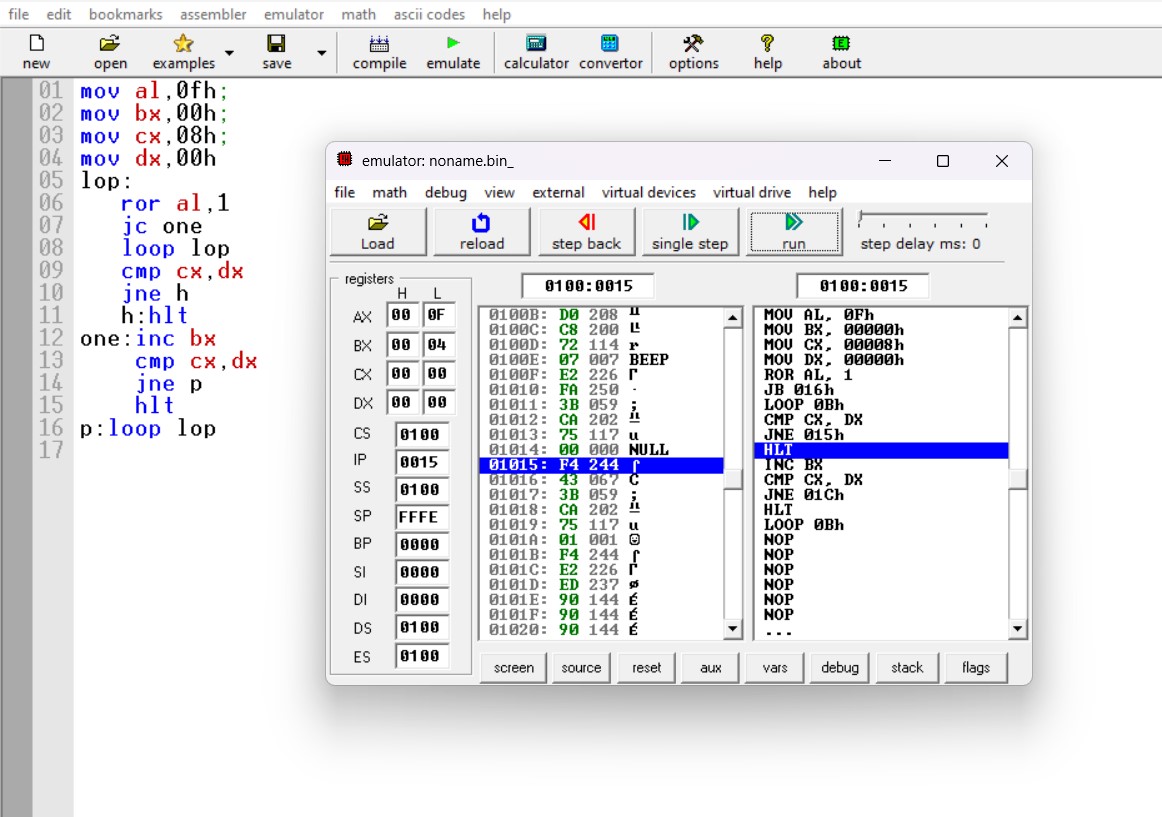 file edit bookmarks assembler emulator math ascii codes help
new open examples save compile emulate calculator convertor options help about
01 mov al,0fh;
02 mov bx,00h;
03 mov cx,08h;
04 mov dx,00h
05 lop:
06 ror al,1
07 jc one
08 loop lop
09 cmp cx,dx
10 jne h
11 h:hlt
12 one:inc bx
13 cmp cx,dx
14 jne p
15 hlt
16 p:loop lop
17
emulator: noname.bin_
file math debug view external virtual devices virtual drive help
Load reload step back single step run step delay ms: 0
registers
H L
AX 00 0F
BX 00 04
CX 00 00
DX 00 00
CS 0100
IP 0015
SS 0100
SP FFFE
BP 0000
SI 0000
DI 0000
DS 0100
ES 0100
0100:0015
0100B: D0 208 ╨
0100C: C8 200 ╚
0100D: 72 114 r
0100E: 07 007 BEEP
0100F: E2 226 Γ
01010: FA 250 ·
01011: 3B 059 ;
01012: CA 202 ╩
01013: 75 117 u
01014: 00 000 NULL
01015: F4 244 ⌠
01016: 43 067 C
01017: 3B 059 ;
01018: CA 202 ╩
01019: 75 117 u
0101A: 01 001 ☺
0101B: F4 244 ⌠
0101C: E2 226 Γ
0101D: ED 237 ø
0101E: 90 144 É
0101F: 90 144 É
01020: 90 144 É
0100:0015
MOV AL, 0Fh
MOV BX, 00000h
MOV CX, 00008h
MOV DX, 00000h
ROR AL, 1
JB 016h
LOOP 0Bh
CMP CX, DX
JNE 015h
HLT
INC BX
CMP CX, DX
JNE 01Ch
HLT
LOOP 0Bh
NOP
NOP
NOP
NOP
NOP
NOP
...
screen source reset aux vars debug stack flags